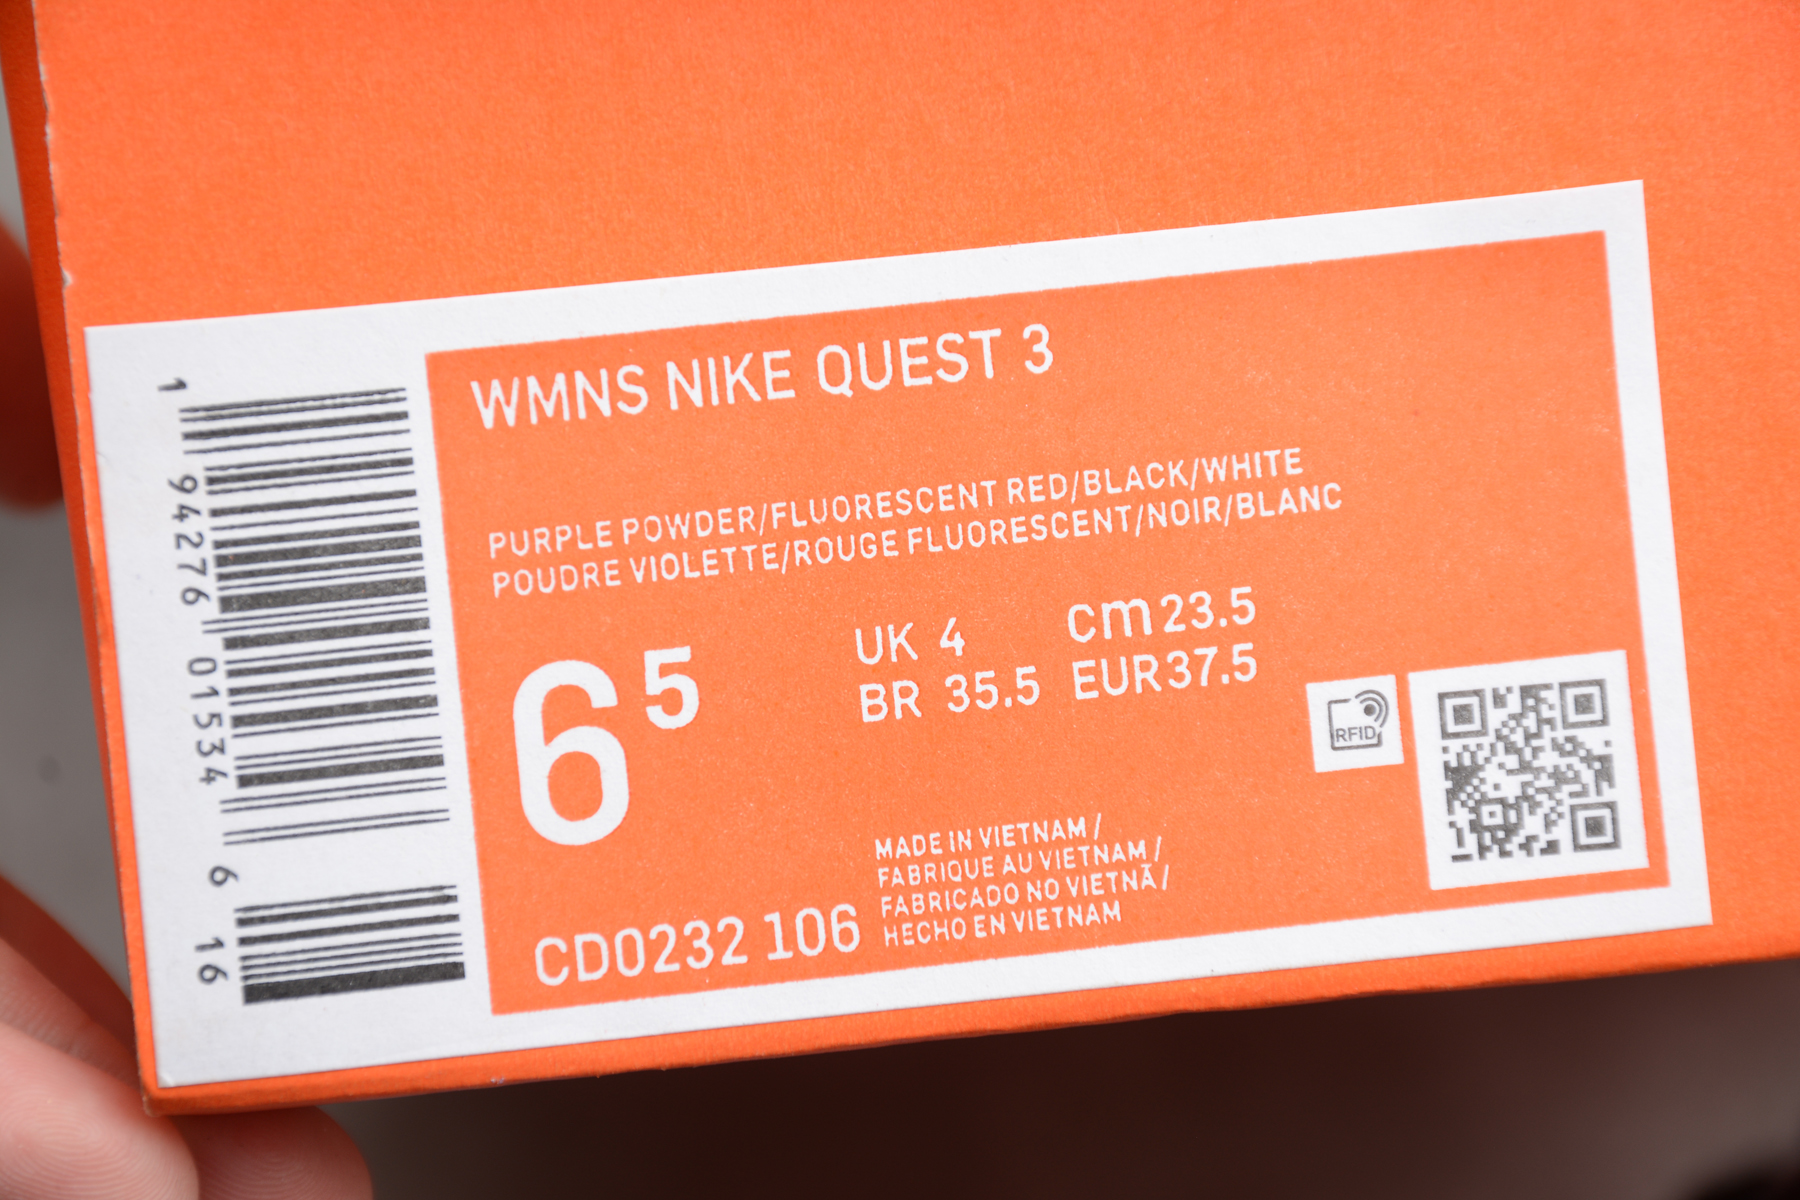 WMNS NIKE QUEST 3
PURPLE POWDER/FLUORESCENT RED/BLACK/WHITE
POUDRE VIOLETTE/ROUGE FLUORESCENT/NOIR/BLANC
6 5
UK 4 cm 23.5
BR 35.5 EUR 37.5
RFID
MADE IN VIETNAM /
FABRIQUE AU VIETNAM /
FABRICADO NO VIETNÃ /
HECHO EN VIETNAM
CD0232 106
1 94276 01534 6 16